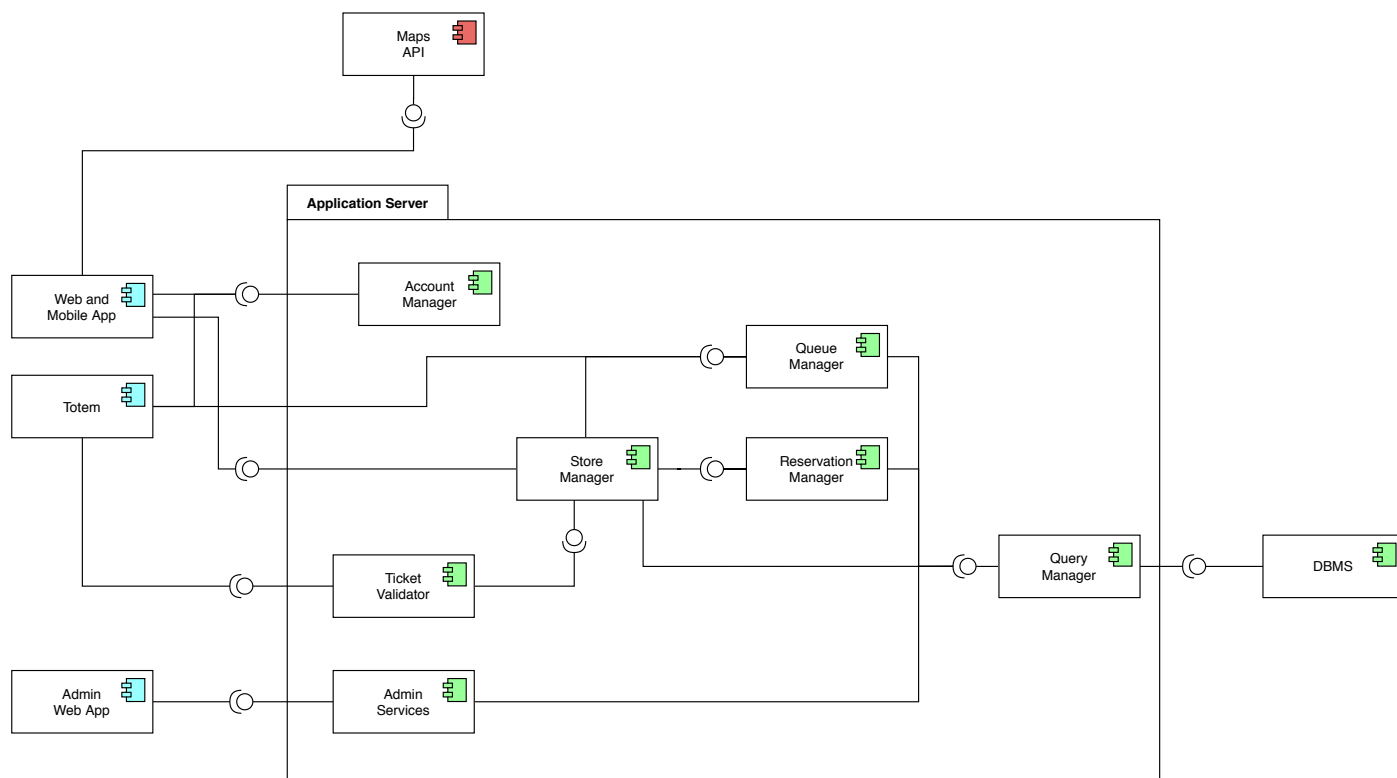 Maps
API
Application Server
Web and
Mobile App
Account
Manager
Queue
Manager
Totem
Store
Manager
Reservation
Manager
Ticket
Validator
Query
Manager
DBMS
Admin
Web App
Admin
Services